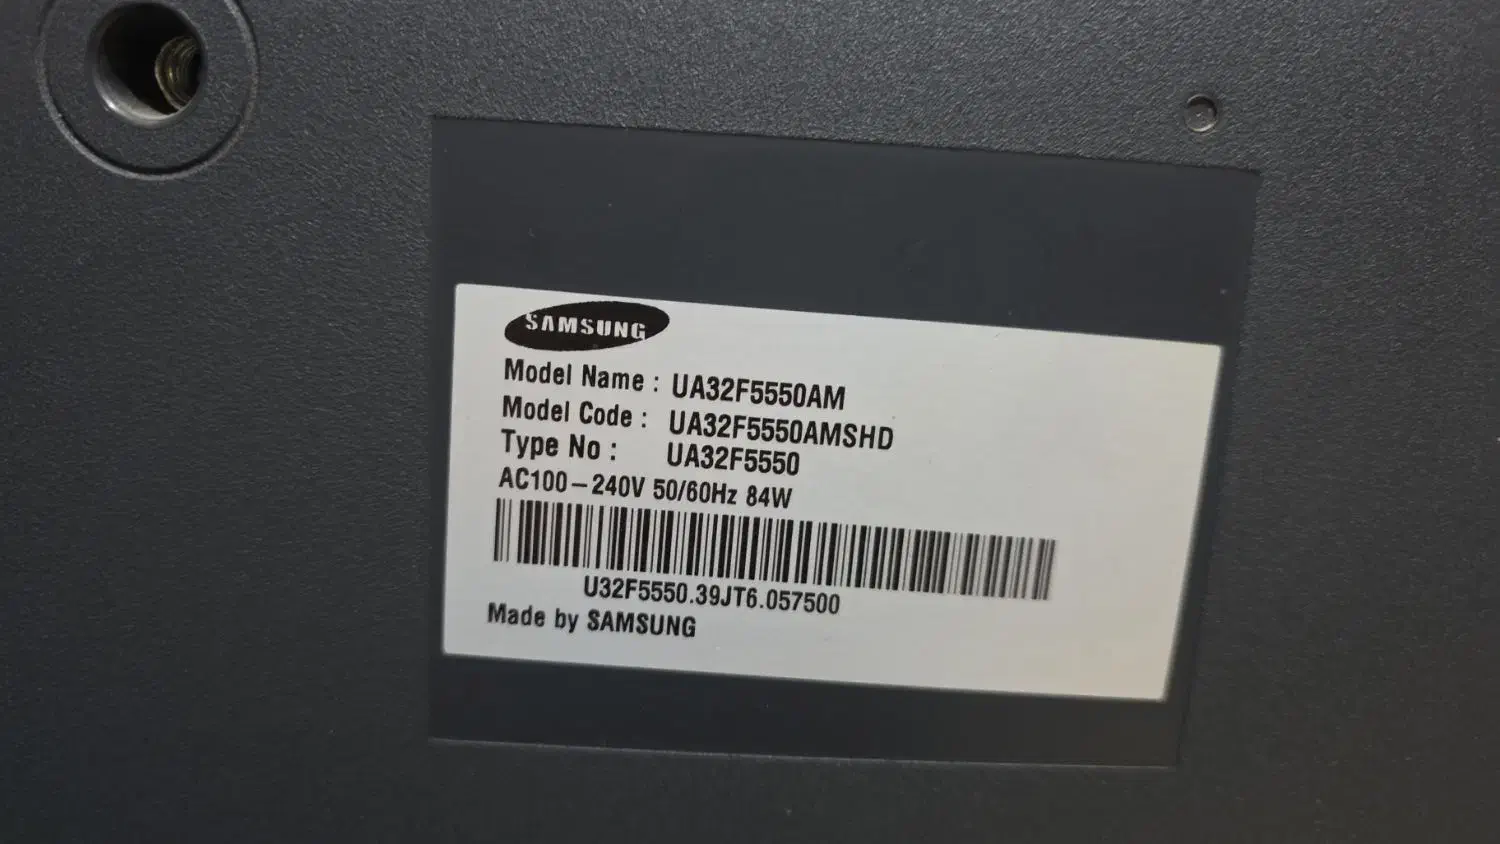 SAMSUNG
Model Name : UA32F5550AM
Model Code : UA32F5550AMSHD
Type No : UA32F5550
AC100-240V 50/60Hz 84W
U32F5550.39JT6.057500
Made by SAMSUNG